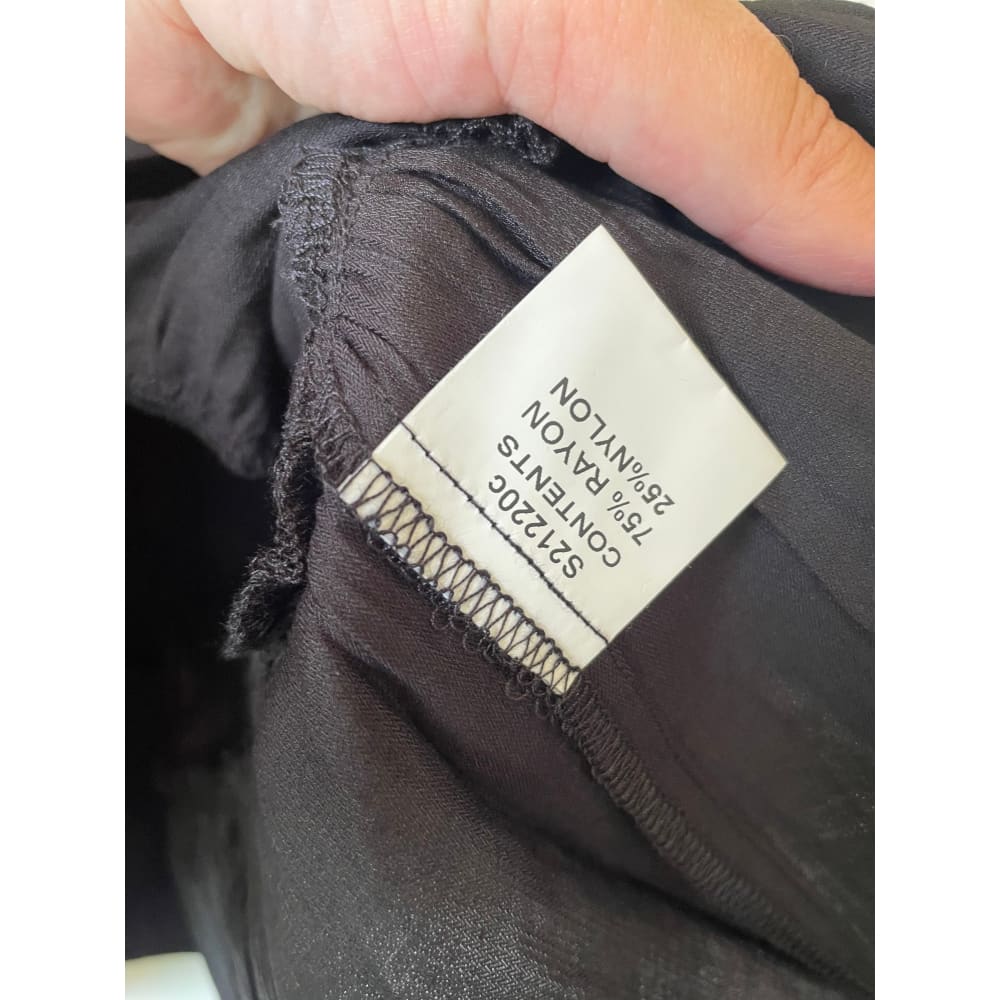 S21220c
CONTENTS
75% RAYON
25%NYLON